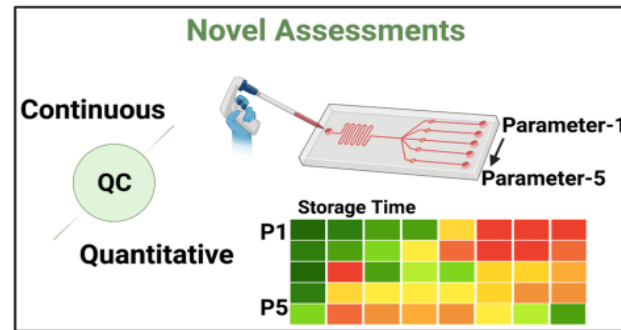 Novel Assessments
Continuous
QC
Quantitative
Parameter-1
Parameter-5
Storage Time
P1
P5